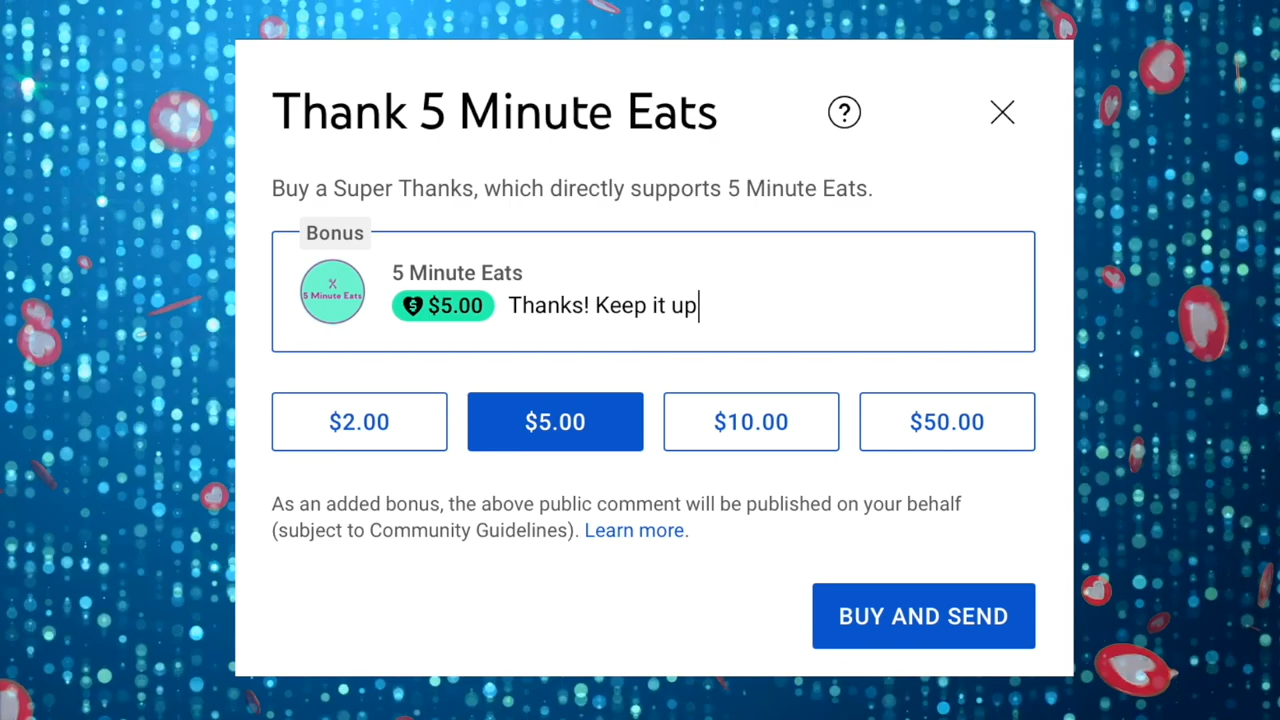 Thank 5 Minute Eats
?
Buy a Super Thanks, which directly supports 5 Minute Eats.
Bonus
5 Minute Eats
5 Minute Eats
$ $5.00 Thanks! Keep it up
$2.00 $5.00 $10.00 $50.00
As an added bonus, the above public comment will be published on your behalf
(subject to Community Guidelines). Learn more.
BUY AND SEND